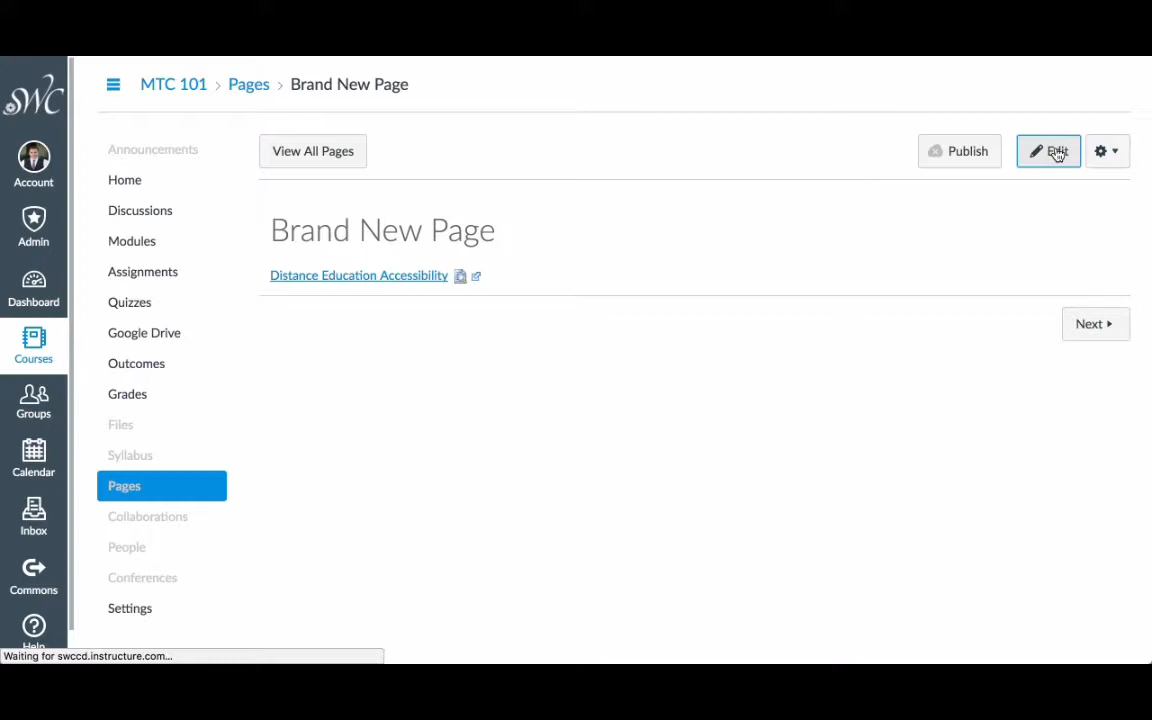 SWC
MTC 101 > Pages > Brand New Page
Account
Admin
Dashboard
Courses
Groups
Calendar
Inbox
Commons
Help
Announcements
Home
Discussions
Modules
Assignments
Quizzes
Google Drive
Outcomes
Grades
Files
Syllabus
Pages
Collaborations
People
Conferences
Settings
View All Pages
Publish
Edit
Brand New Page
Distance Education Accessibility
Next
Waiting for swccd.instructure.com...